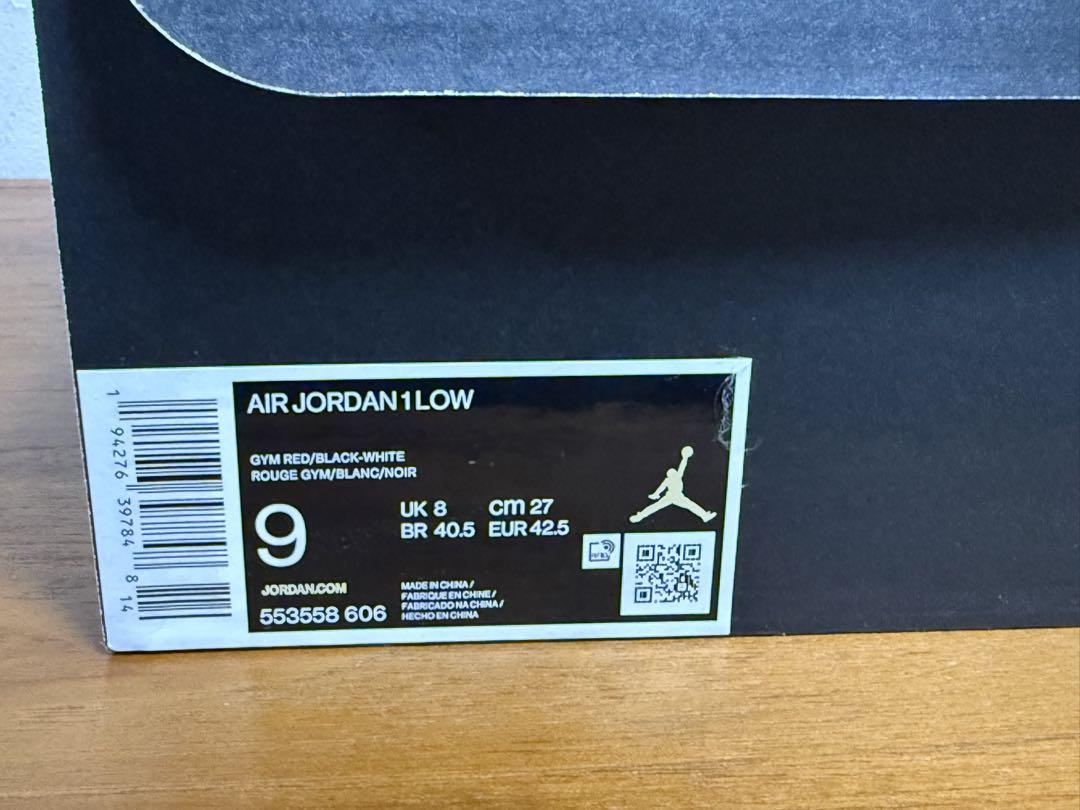 AIR JORDAN 1 LOW
GYM RED/BLACK-WHITE
ROUGE GYM/BLANC/NOIR
9
UK 8 cm 27
BR 40.5 EUR 42.5
JORDAN.COM
553558 606
MADE IN CHINA /
FABRIQUE EN CHINE /
FABRICADO NA CHINA /
HECHO EN CHINA
RFID
1 94276 39784 8 14